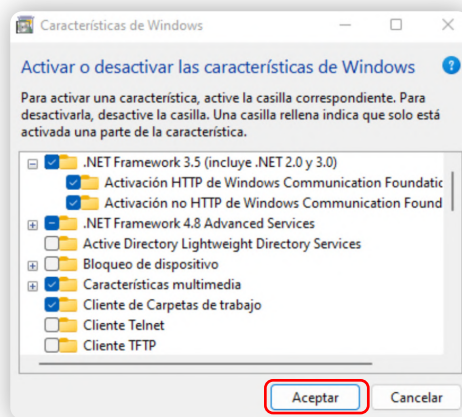 Características de Windows
Activar o desactivar las características de Windows
Para activar una característica, active la casilla correspondiente. Para
desactivarla, desactive la casilla. Una casilla rellena indica que solo está
activada una parte de la característica.
.NET Framework 3.5 (incluye .NET 2.0 y 3.0)
Activación HTTP de Windows Communication Foundatic
Activación no HTTP de Windows Communication Found
.NET Framework 4.8 Advanced Services
Active Directory Lightweight Directory Services
Bloqueo de dispositivo
Características multimedia
Cliente de Carpetas de trabajo
Cliente Telnet
Cliente TFTP
Aceptar
Cancelar